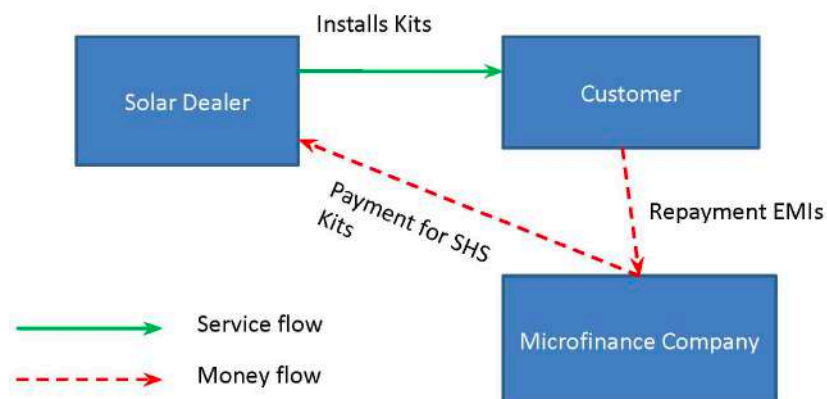 Installs Kits
Solar Dealer
Customer
Payment for SHS
Kits
Repayment EMIs
Service flow
Microfinance Company
Money flow